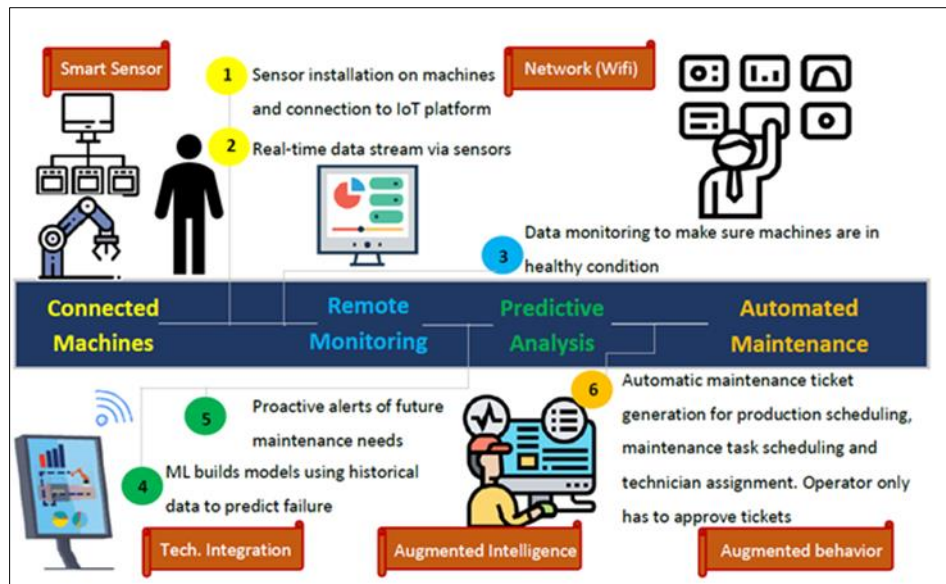 Smart Sensor
1
Sensor installation on machines
and connection to IoT platform
Network (Wifi)
2
Real-time data stream via sensors
3
Data monitoring to make sure machines are in
healthy condition
Connected
Machines
Remote
Monitoring
Predictive
Analysis
Automated
Maintenance
5
Proactive alerts of future
maintenance needs
4
ML builds models using historical
data to predict failure
6
Automatic maintenance ticket
generation for production scheduling,
maintenance task scheduling and
technician assignment. Operator only
has to approve tickets
Tech. Integration
Augmented Intelligence
Augmented behavior